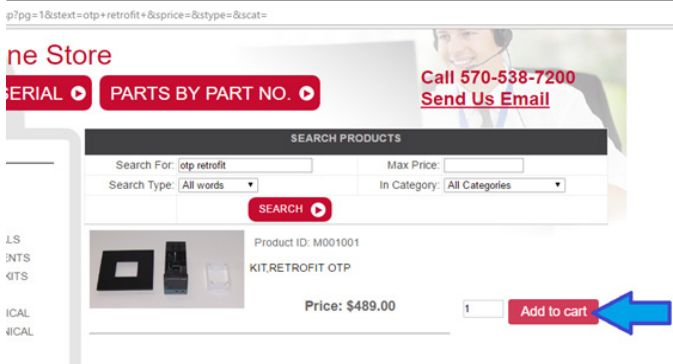 p?pg=1&stext=otp+retrofit+&sprice=&stype=&scat=
ne Store
SERIAL
PARTS BY PART NO.
Call 570-538-7200
Send Us Email
SEARCH PRODUCTS
Search For: otp retrofit
Max Price:
Search Type: All words
In Category: All Categories
SEARCH
LS
ENTS
KITS
ICAL
NICAL
Product ID: M001001
KIT,RETROFIT OTP
Price: $489.00
1
Add to cart